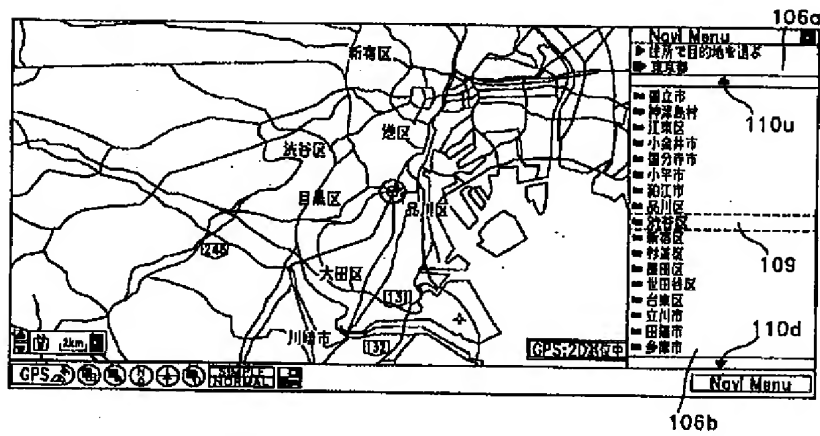 106a
Navi Menu
住所で目的地を選ぶ
東京都
110u
国立市
神津島村
江東区
小金井市
国分寺市
小平市
狛江市
品川区
渋谷区
新宿区
杉並区
墨田区
世田谷区
台東区
立川市
田無市
多摩市
109
110d
Navi Menu
106b
新宿区
港区
渋谷区
目黒区
品川区
246
大田区
131
川崎市
132
2km
GPS:2D測位中
GPS
SIMPLE
NORMAL